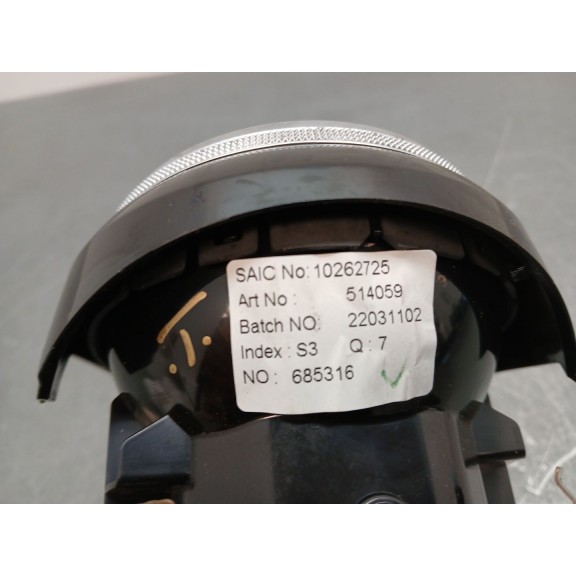 SAIC No: 10262725
Art No : 514059
Batch NO: 22031102
Index : S3 Q : 7
NO : 685316